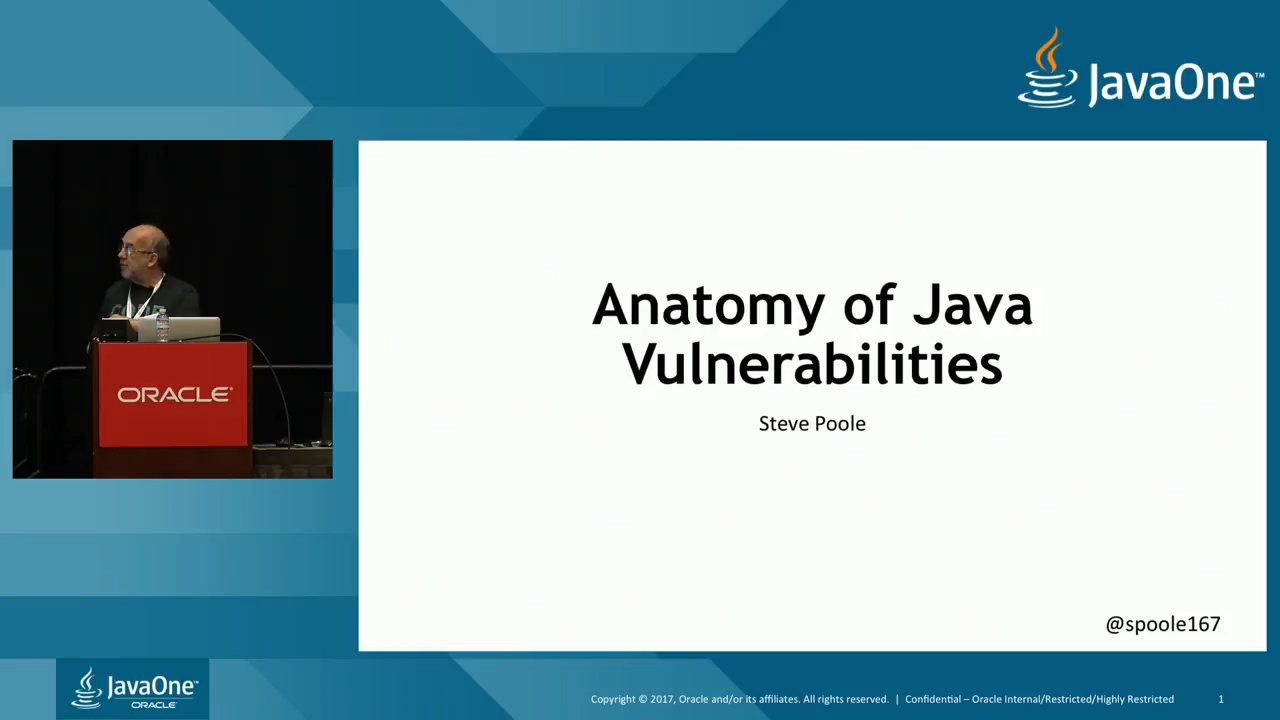 JavaOne™
ORACLE®
Anatomy of Java
Vulnerabilities
Steve Poole
@spoole167
JavaOne™
ORACLE®
Copyright © 2017, Oracle and/or its affiliates. All rights reserved. | Confidential – Oracle Internal/Restricted/Highly Restricted 1